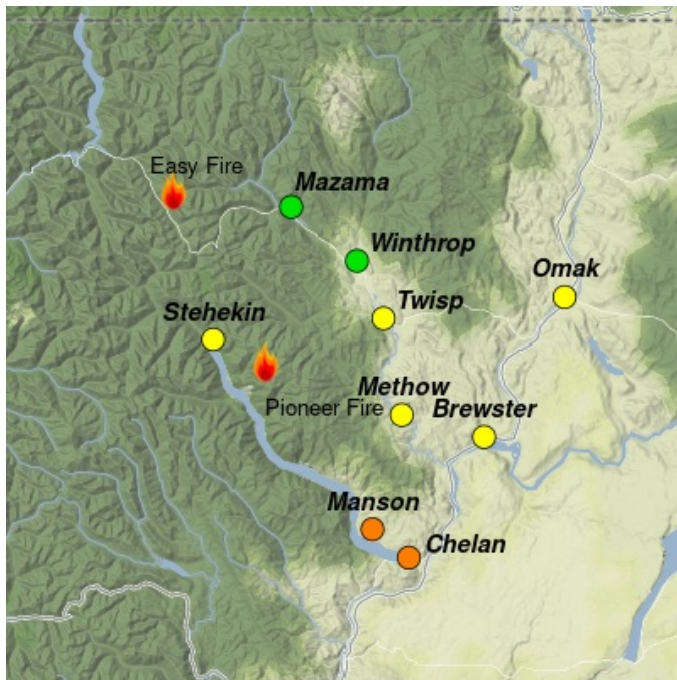 Easy Fire
Mazama
Winthrop
Omak
Twisp
Stehekin
Methow
Pioneer Fire
Brewster
Manson
Chelan